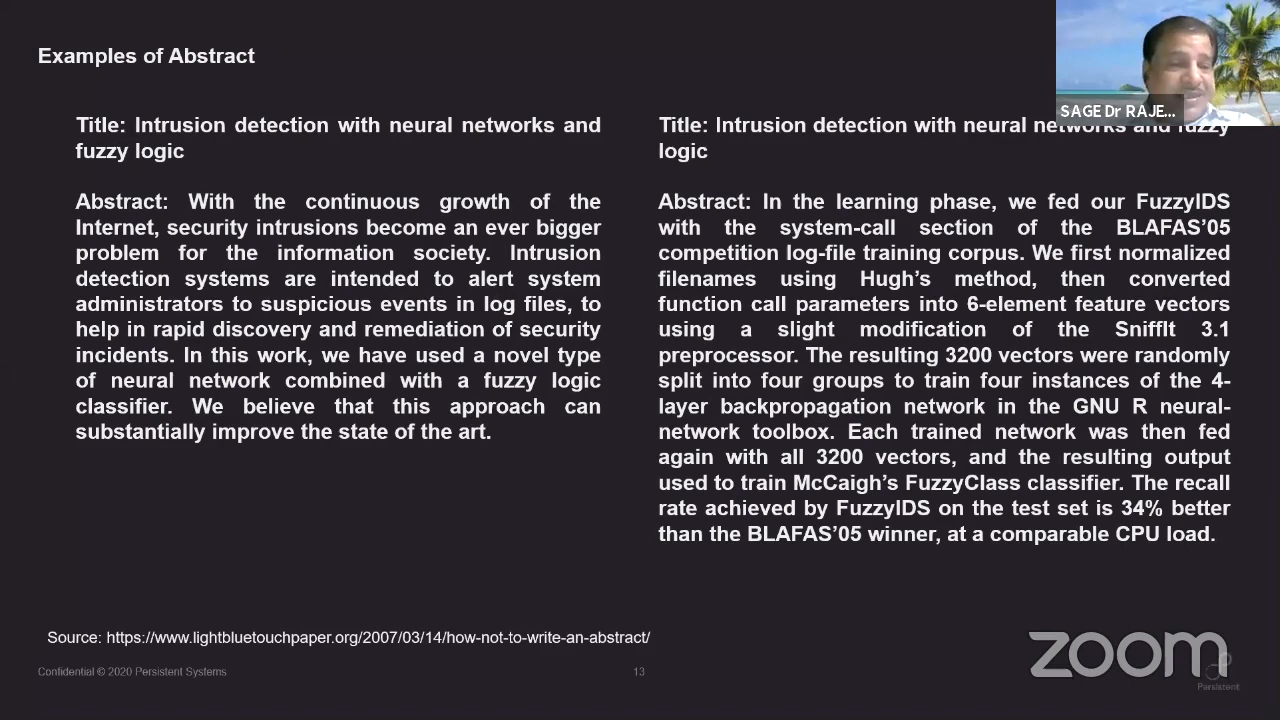 Examples of Abstract
SAGE Dr RAJE...
Title: Intrusion detection with neural networks and
fuzzy logic
Abstract: With the continuous growth of the
Internet, security intrusions become an ever bigger
problem for the information society. Intrusion
detection systems are intended to alert system
administrators to suspicious events in log files, to
help in rapid discovery and remediation of security
incidents. In this work, we have used a novel type
of neural network combined with a fuzzy logic
classifier. We believe that this approach can
substantially improve the state of the art.
Title: Intrusion detection with neural networks and fuzzy
logic
Abstract: In the learning phase, we fed our FuzzyIDS
with the system-call section of the BLAFAS’05
competition log-file training corpus. We first normalized
filenames using Hugh’s method, then converted
function call parameters into 6-element feature vectors
using a slight modification of the SniffIt 3.1
preprocessor. The resulting 3200 vectors were randomly
split into four groups to train four instances of the 4-
layer backpropagation network in the GNU R neural-
network toolbox. Each trained network was then fed
again with all 3200 vectors, and the resulting output
used to train McCaigh’s FuzzyClass classifier. The recall
rate achieved by FuzzyIDS on the test set is 34% better
than the BLAFAS’05 winner, at a comparable CPU load.
Source: https://www.lightbluetouchpaper.org/2007/03/14/how-not-to-write-an-abstract/
Confidential © 2020 Persistent Systems
13
zoom
Persistent